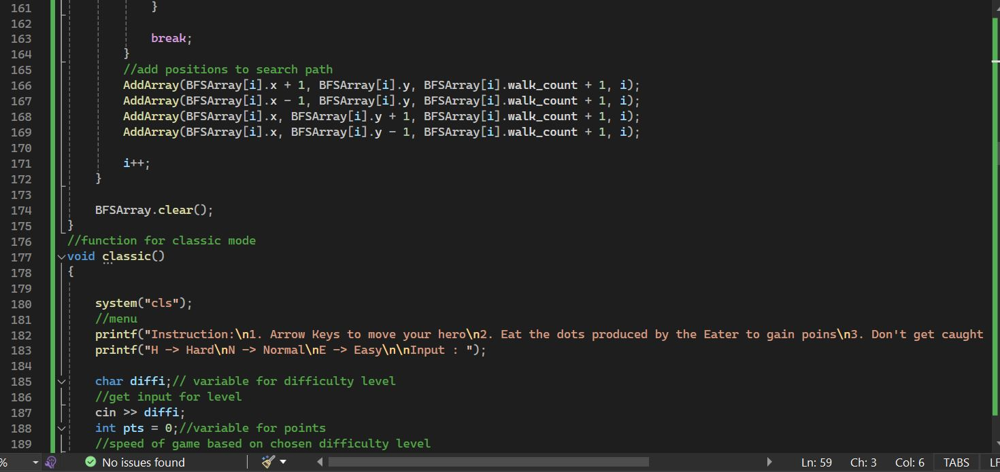 161 }
162
163 break;
164 }
165 //add positions to search path
166 AddArray(BFSArray[i].x + 1, BFSArray[i].y, BFSArray[i].walk_count + 1, i);
167 AddArray(BFSArray[i].x - 1, BFSArray[i].y, BFSArray[i].walk_count + 1, i);
168 AddArray(BFSArray[i].x, BFSArray[i].y + 1, BFSArray[i].walk_count + 1, i);
169 AddArray(BFSArray[i].x, BFSArray[i].y - 1, BFSArray[i].walk_count + 1, i);
170
171 i++;
172 }
173
174 BFSArray.clear();
175 }
176 //function for classic mode
177 void classic()
178 {
179
180 system("cls");
181 //menu
182 printf("Instruction:\n1. Arrow Keys to move your hero\n2. Eat the dots produced by the Eater to gain poins\n3. Don't get caught
183 printf("H -> Hard\nN -> Normal\nE -> Easy\n\nInput : ");
184
185 char diffi;// variable for difficulty level
186 //get input for level
187 cin >> diffi;
188 int pts = 0;//variable for points
189 //speed of game based on chosen difficulty level
% No issues found Ln: 59 Ch: 3 Col: 6 TABS LF